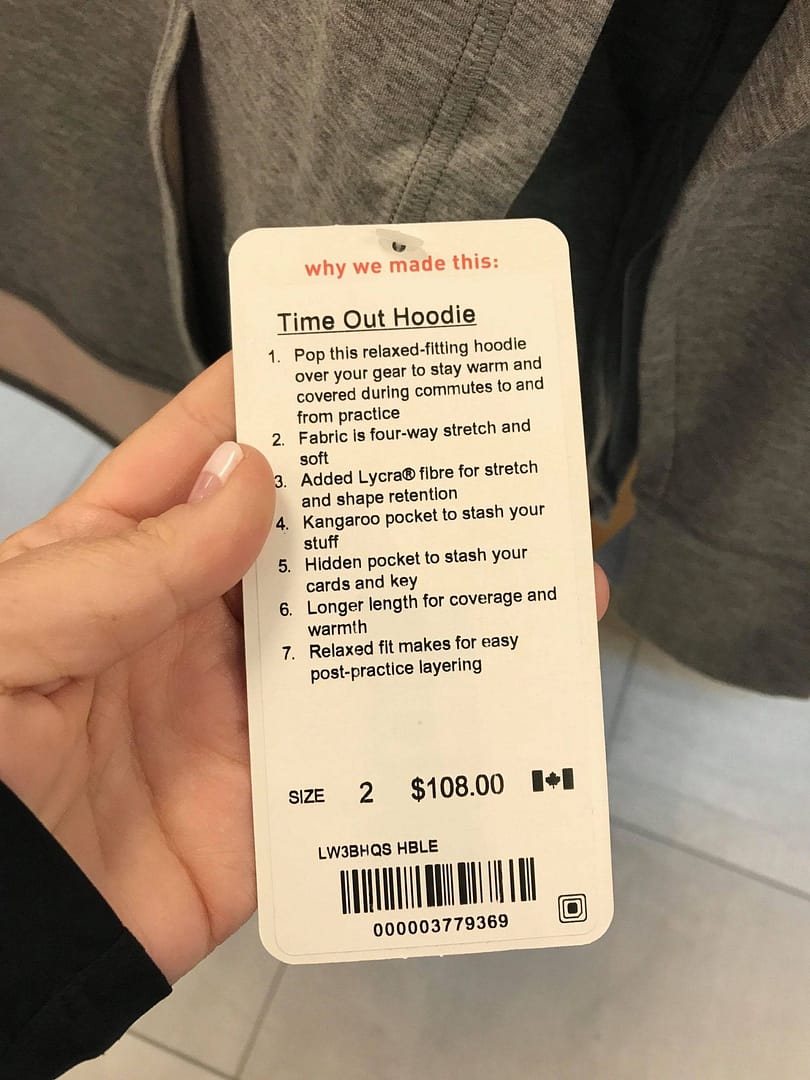 why we made this:
Time Out Hoodie
1. Pop this relaxed-fitting hoodie
over your gear to stay warm and
covered during commutes to and
from practice
2. Fabric is four-way stretch and
soft
3. Added Lycra® fibre for stretch
and shape retention
4. Kangaroo pocket to stash your
stuff
5. Hidden pocket to stash your
cards and key
6. Longer length for coverage and
warmth
7. Relaxed fit makes for easy
post-practice layering
SIZE 2 $108.00
LW3BHQS HBLE
000003779369